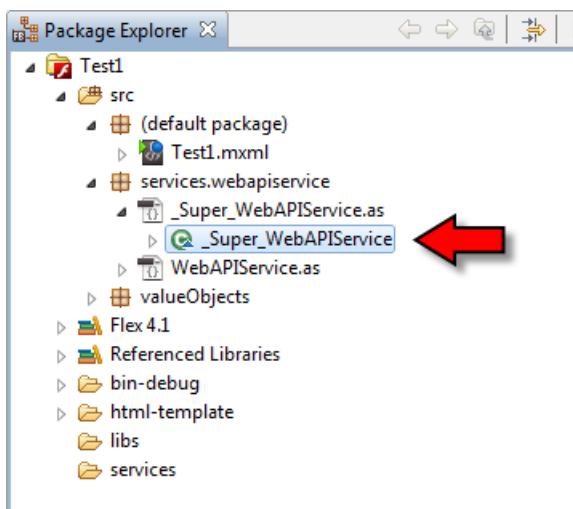 Package Explorer
Test1
src
(default package)
Test1.mxml
services.webapiservice
_Super_WebAPIService.as
_Super_WebAPIService
WebAPIService.as
valueObjects
Flex 4.1
Referenced Libraries
bin-debug
html-template
libs
services